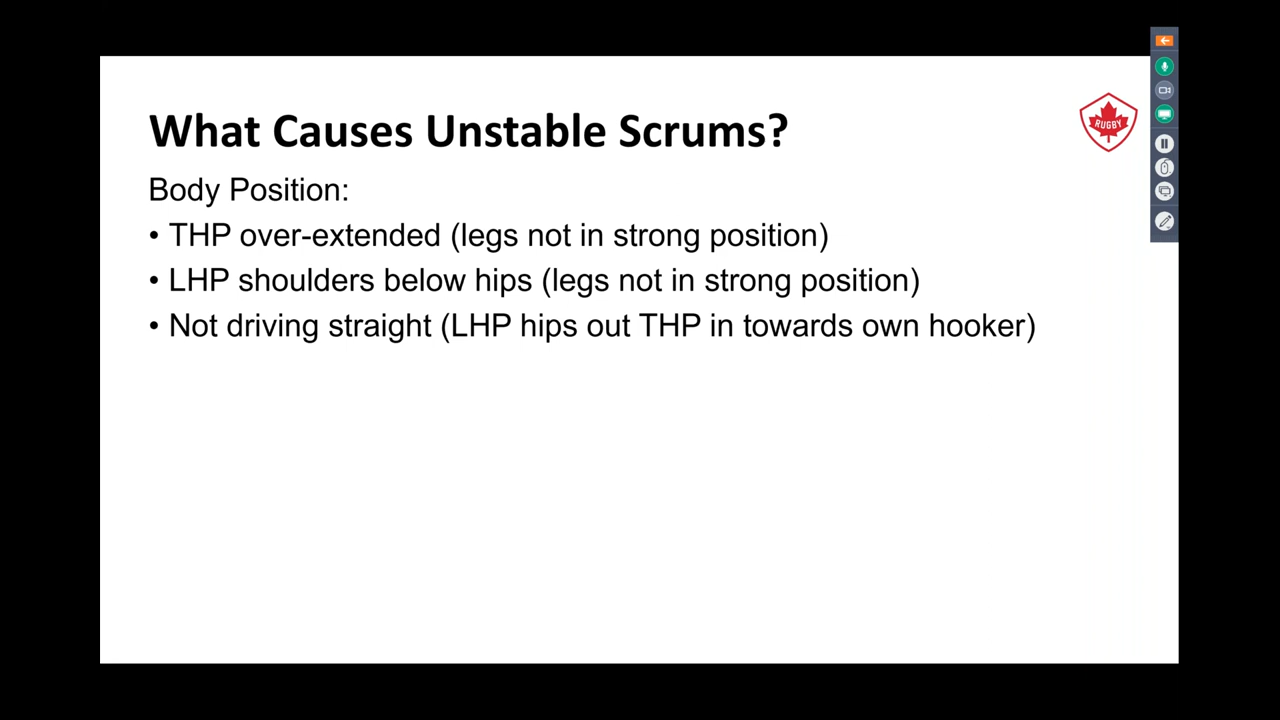 What Causes Unstable Scrums?
RUGBY
Body Position:
• THP over-extended (legs not in strong position)
• LHP shoulders below hips (legs not in strong position)
• Not driving straight (LHP hips out THP in towards own hooker)